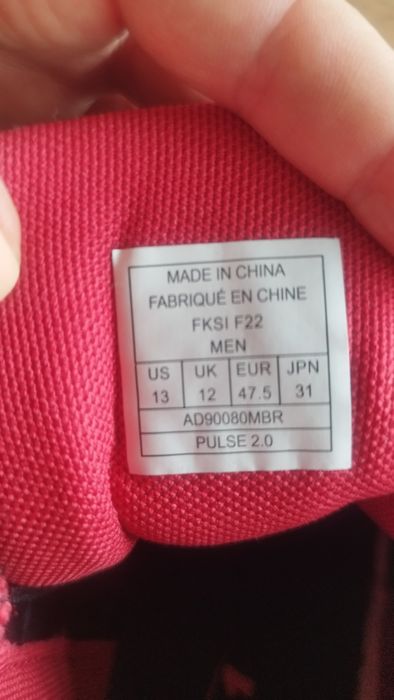 MADE IN CHINA
FABRIQUÉ EN CHINE
FKSI F22
MEN
US UK EUR JPN
13 12 47.5 31
AD90080MBR
PULSE 2.0